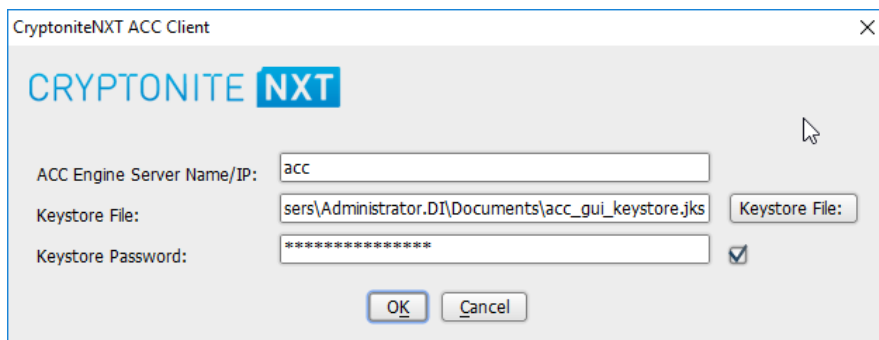 CryptoniteNXT ACC Client
CRYPTONITE NXT
ACC Engine Server Name/IP: acc
Keystore File: sers\Administrator.DI\Documents\acc_gui_keystore.jks Keystore File:
Keystore Password: ***************
OK Cancel